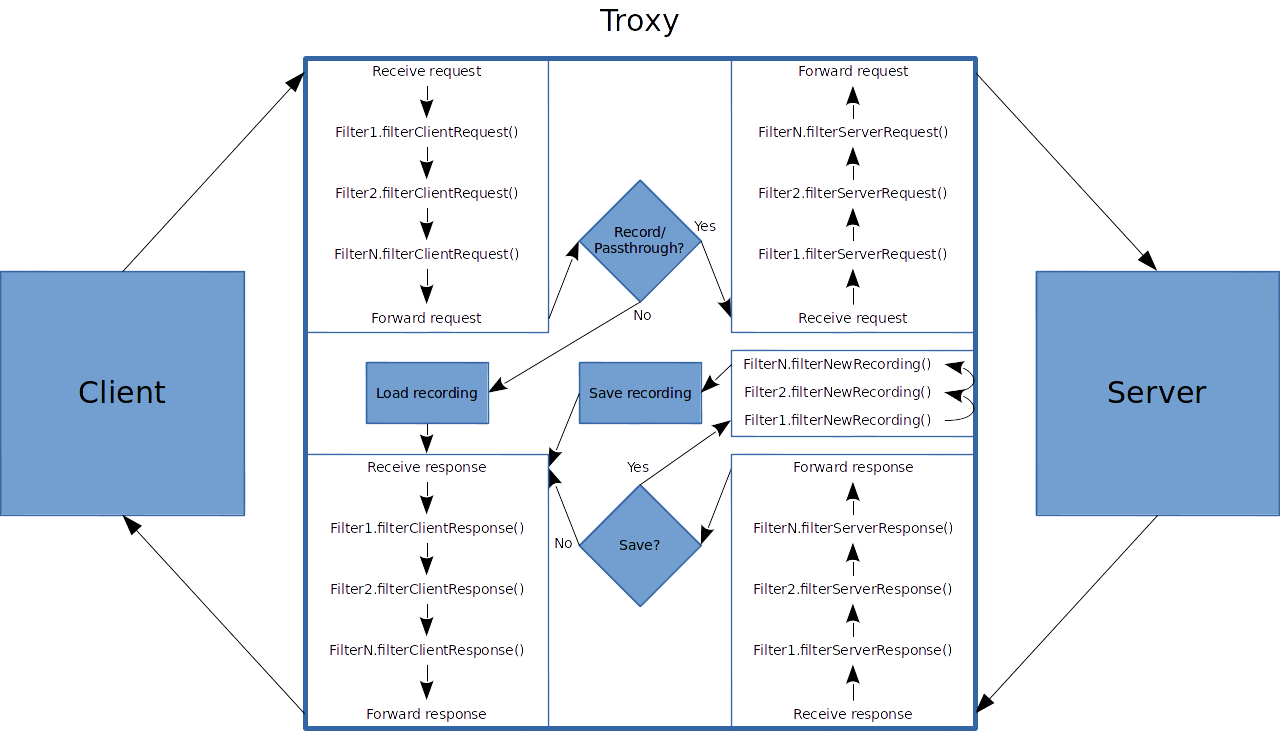 Troxy
Client
Receive request
Filter1.filterClientRequest()
Filter2.filterClientRequest()
FilterN.filterClientRequest()
Forward request
Record/
Passthrough?
Yes
No
Forward request
FilterN.filterServerRequest()
Filter2.filterServerRequest()
Filter1.filterServerRequest()
Receive request
Load recording
Save recording
FilterN.filterNewRecording()
Filter2.filterNewRecording()
Filter1.filterNewRecording()
Receive response
Filter1.filterClientResponse()
Filter2.filterClientResponse()
FilterN.filterClientResponse()
Forward response
Yes
No
Save?
Forward response
FilterN.filterServerResponse()
Filter2.filterServerResponse()
Filter1.filterServerResponse()
Receive response
Server